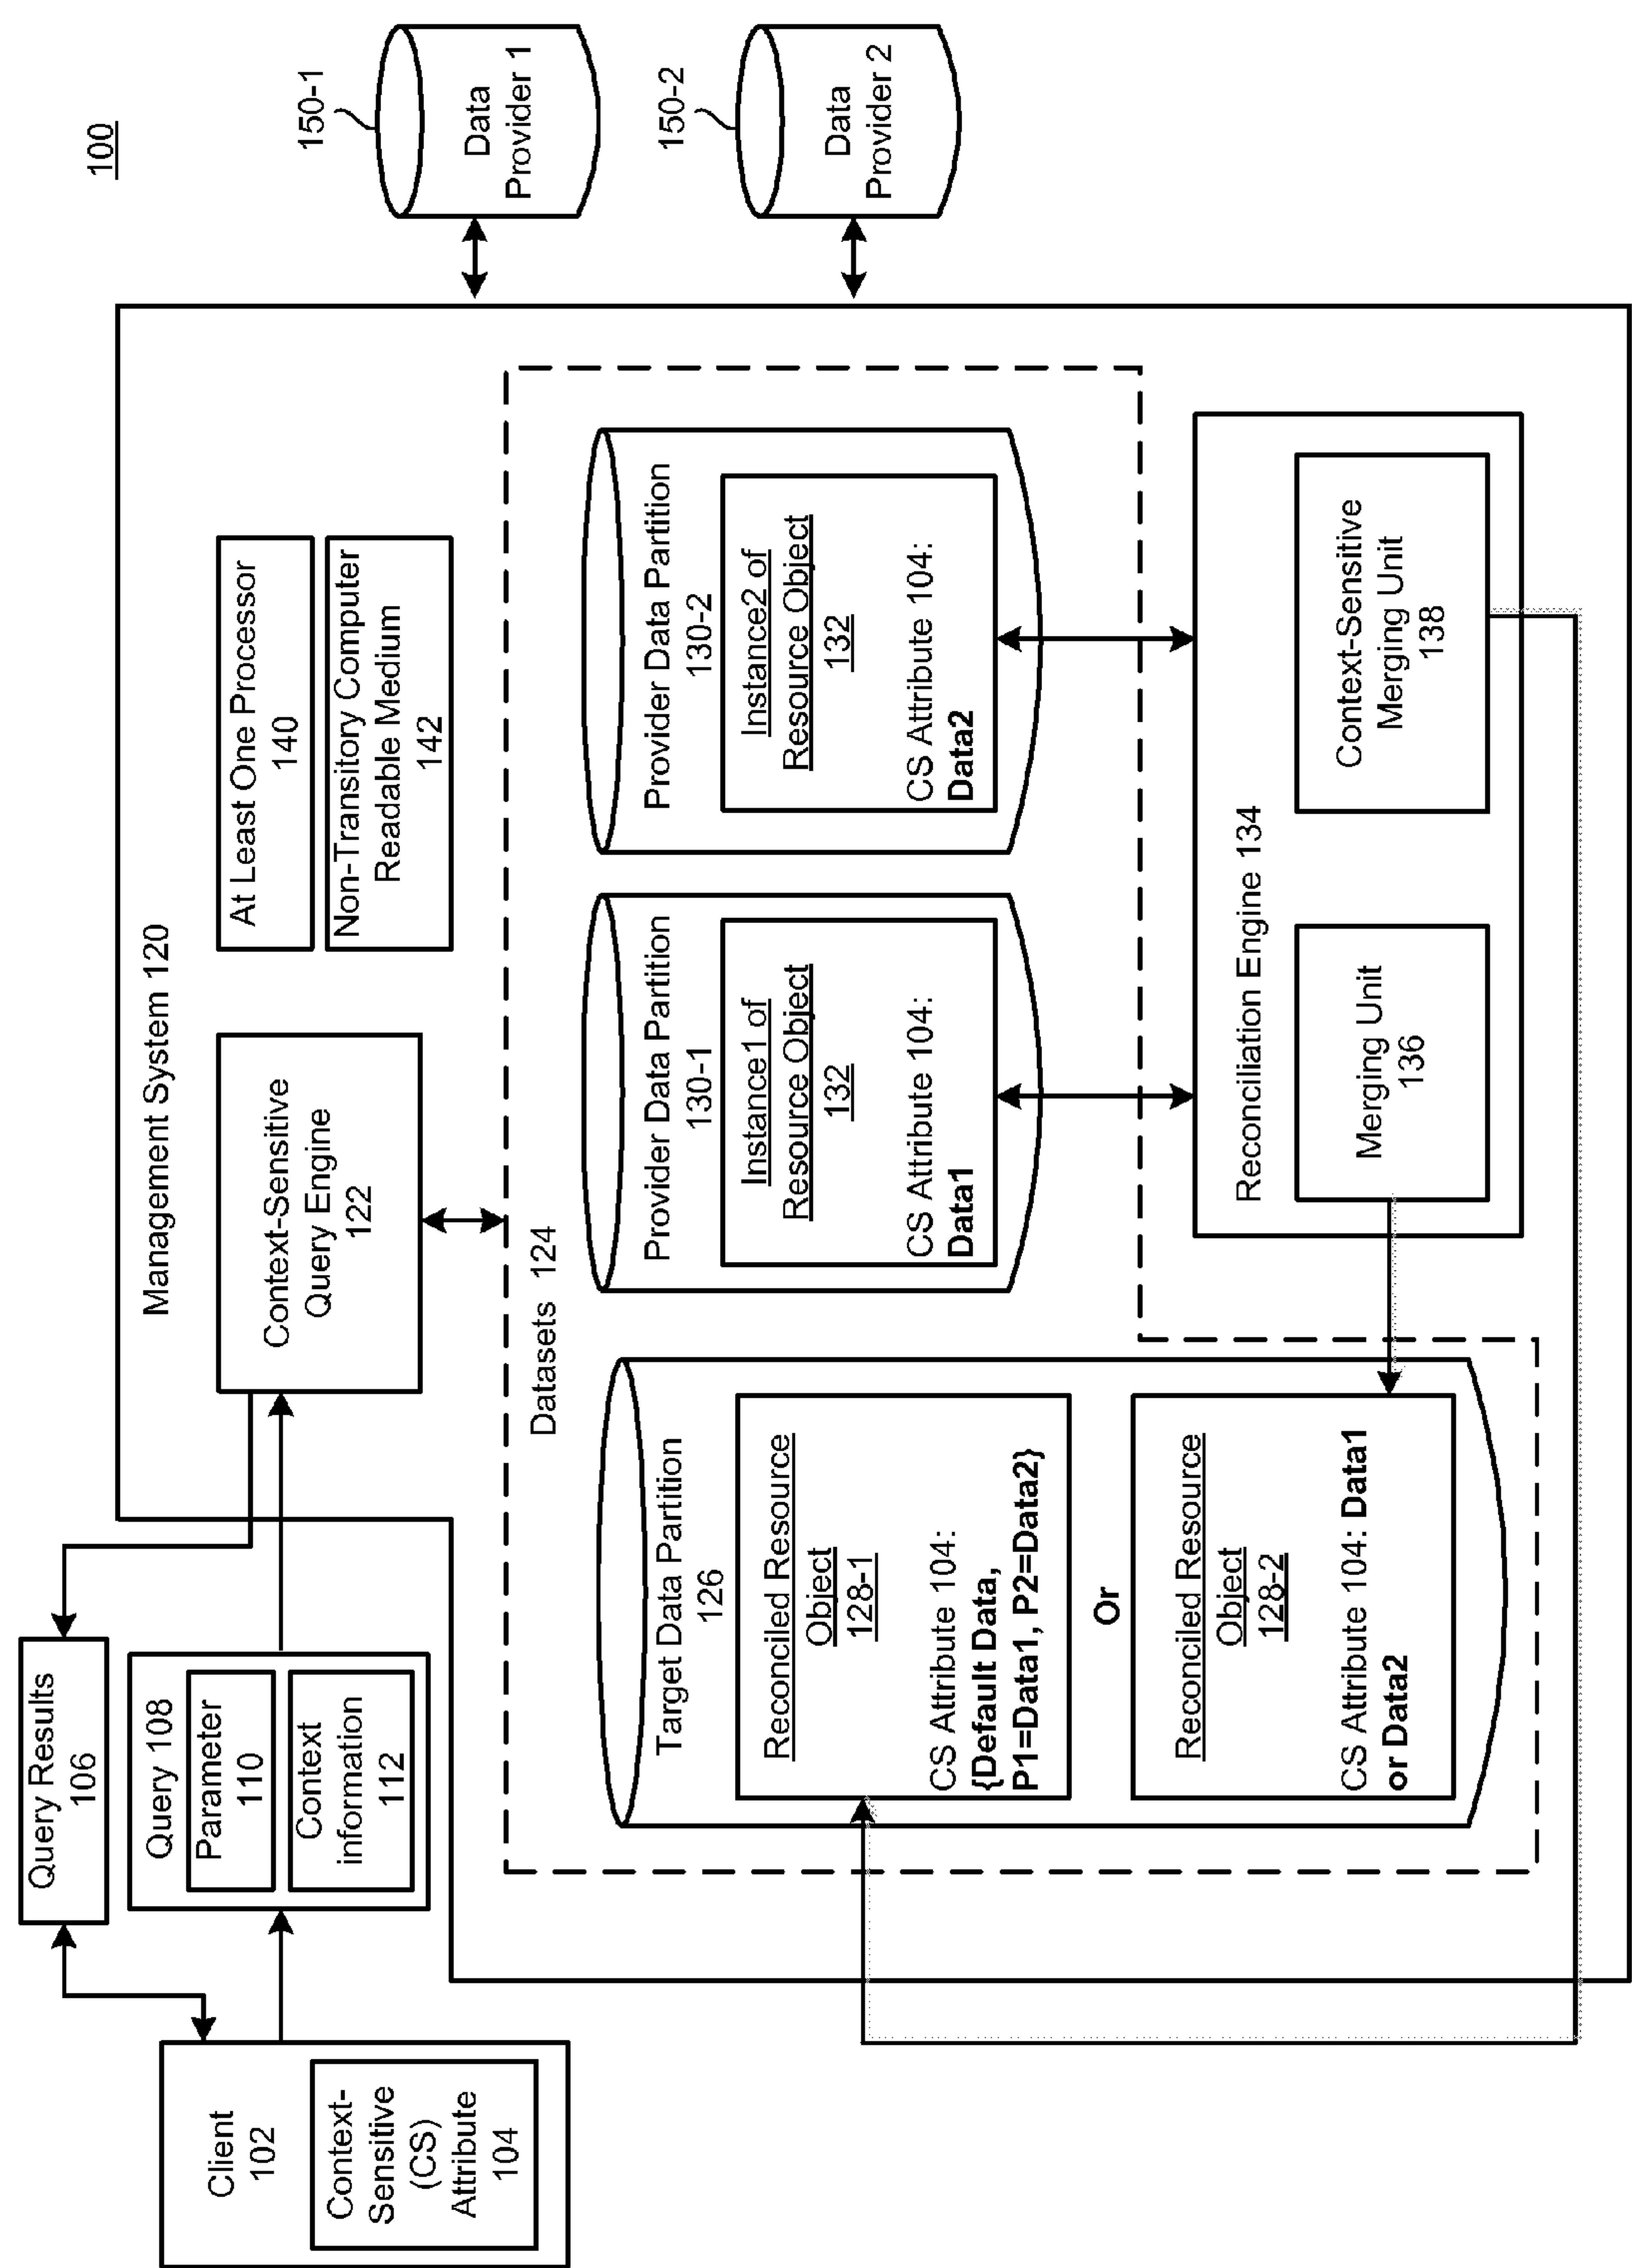 100
Client
102
Context-
Sensitive
(CS)
Attribute
104
Query Results
106
Query 108
Parameter
110
Context
information
112
Management System 120
Context-Sensitive
Query Engine
122
At Least One Processor
140
Non-Transitory Computer
Readable Medium
142
Datasets 124
Target Data Partition
126
Reconciled Resource
Object
128-1
CS Attribute 104:
{Default Data,
P1=Data1, P2=Data2}
Or
Reconciled Resource
Object
128-2
CS Attribute 104: Data1
or Data2
Provider Data Partition
130-1
Instance1 of
Resource Object
132
CS Attribute 104:
Data1
Provider Data Partition
130-2
Instance2 of
Resource Object
132
CS Attribute 104:
Data2
Reconciliation Engine 134
Merging Unit
136
Context-Sensitive
Merging Unit
138
150-1
Data
Provider 1
150-2
Data
Provider 2